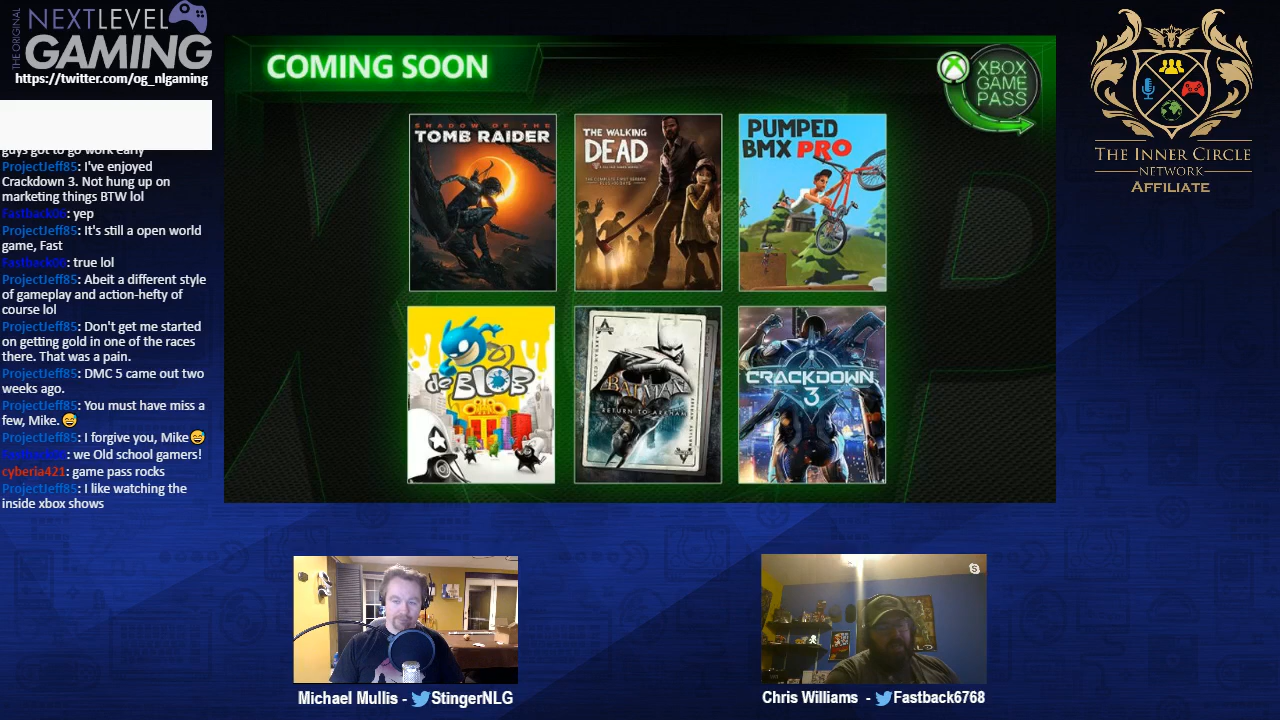 THE ORIGINAL
NEXTLEVEL
GAMING
https://twitter.com/og_nlgaming
guys got to go work early
ProjectJeff85: I've enjoyed
Crackdown 3. Not hung up on
marketing things BTW lol
Fastback00: yep
ProjectJeff85: It's still a open world
game, Fast
Fastback00: true lol
ProjectJeff85: Abeit a different style
of gameplay and action-hefty of
course lol
ProjectJeff85: Don't get me started
on getting gold in one of the races
there. That was a pain.
ProjectJeff85: DMC 5 came out two
weeks ago.
ProjectJeff85: You must have miss a
few, Mike. 😅
ProjectJeff85: I forgive you, Mike😅
: we Old school gamers!
cyberia421: game pass rocks
ProjectJeff85: I like watching the
inside xbox shows
COMING SOON
XBOX
GAME
PASS
SHADOW OF THE
TOMB RAIDER
THE WALKING
DEAD
THE COMPLETE FIRST SEASON
PUMPED
BMX PRO
de BLOB
BATMAN
RETURN TO ARKHAM
CRACKDOWN
3
THE INNER CIRCLE
NETWORK
AFFILIATE
Michael Mullis - StingerNLG
Chris Williams - Fastback6768